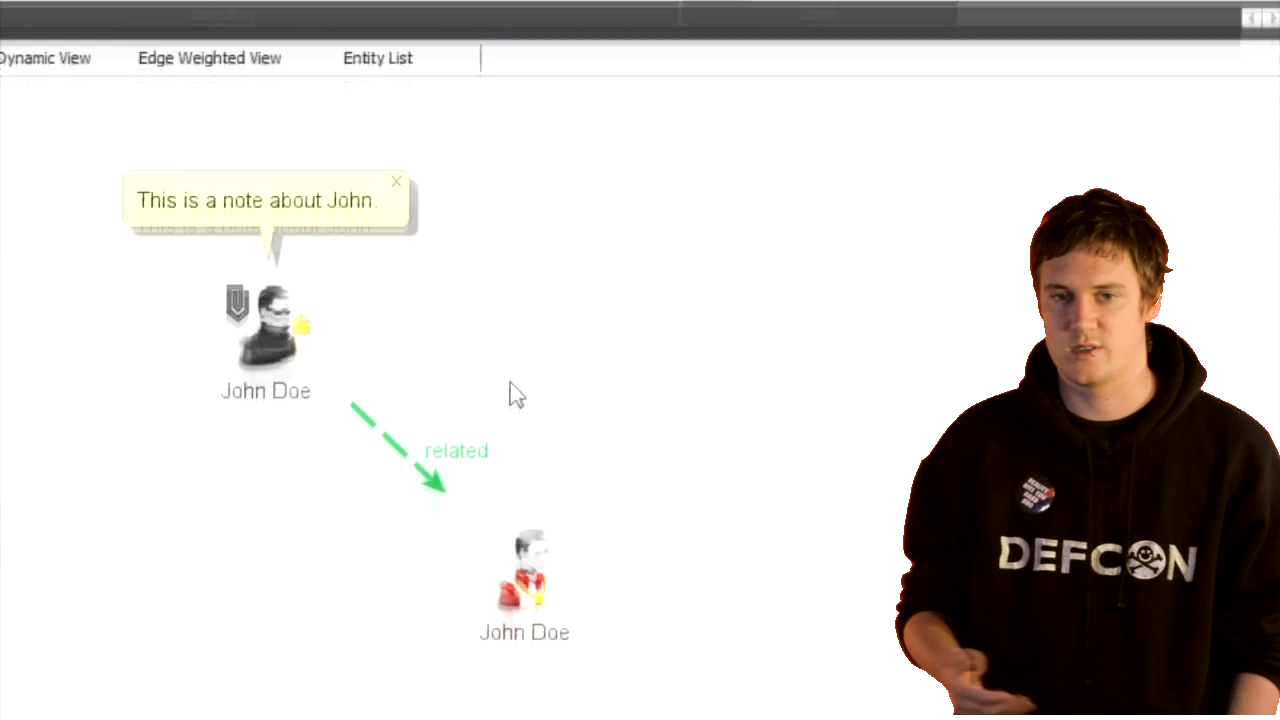 Dynamic View Edge Weighted View Entity List
This is a note about John.
John Doe
related
John Doe
DEFCON